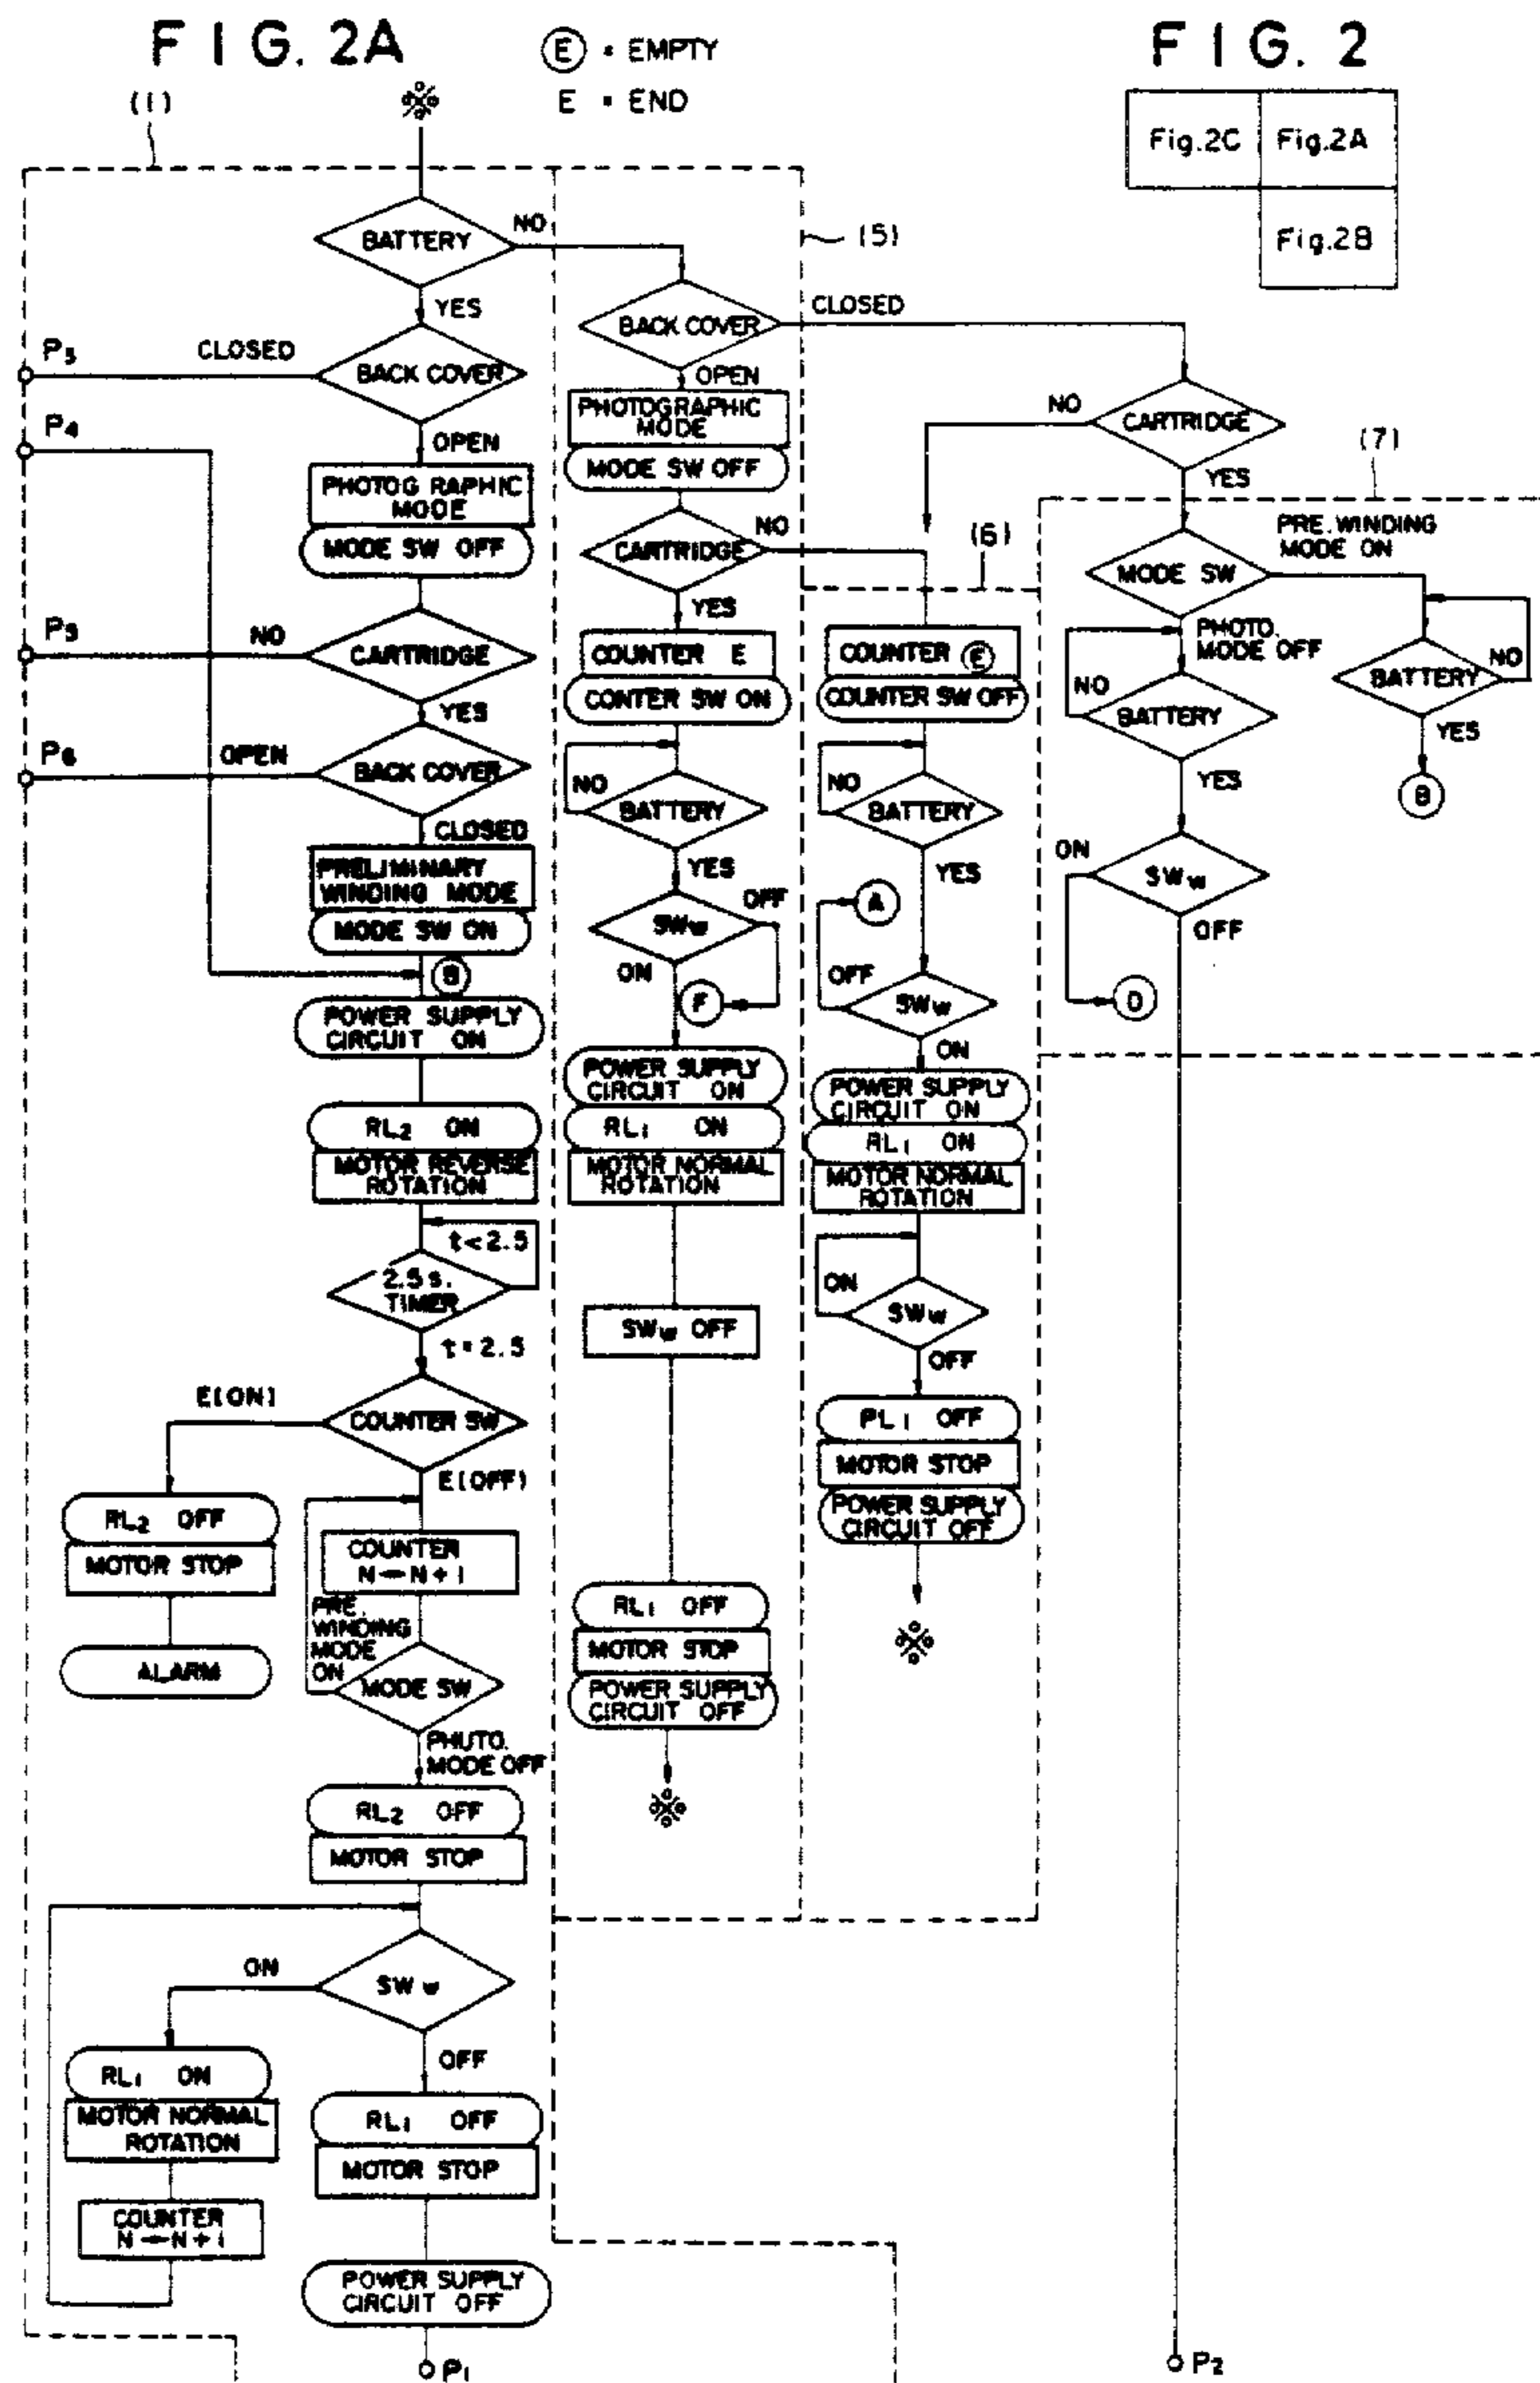 FIG. 2A
Ⓔ = EMPTY
E = END
FIG. 2
Fig.2C
Fig.2A
Fig.2B
(1)
BATTERY
NO
YES
P3
CLOSED
BACK COVER
P4
OPEN
PHOTOGRAPHIC
MODE
MODE SW OFF
P5
NO
CARTRIDGE
YES
P6
OPEN
BACK COVER
CLOSED
PRELIMINARY
WINDING MODE
MODE SW ON
B
POWER SUPPLY
CIRCUIT ON
RL2 ON
MOTOR REVERSE
ROTATION
t<2.5
2.5s.
TIMER
t=2.5
E(ON)
COUNTER SW
E(OFF)
RL2 OFF
MOTOR STOP
ALARM
COUNTER
N←N+1
PRE.
WINDING
MODE
ON
MODE SW
PHOTO.
MODE OFF
RL2 OFF
MOTOR STOP
ON
SWW
OFF
RL1 ON
MOTOR NORMAL
ROTATION
COUNTER
N←N+1
RL1 OFF
MOTOR STOP
POWER SUPPLY
CIRCUIT OFF
P1
(5)
BACK COVER
CLOSED
OPEN
PHOTOGRAPHIC
MODE
MODE SW OFF
CARTRIDGE
NO
YES
COUNTER E
CONTER SW ON
NO
BATTERY
YES
SWW
OFF
ON
F
POWER SUPPLY
CIRCUIT ON
RL1 ON
MOTOR NORMAL
ROTATION
SWW OFF
RL1 OFF
MOTOR STOP
POWER SUPPLY
CIRCUIT OFF
(6)
COUNTER Ⓔ
COUNTER SW OFF
NO
BATTERY
YES
A
OFF
SWW
ON
POWER SUPPLY
CIRCUIT ON
RL1 ON
MOTOR NORMAL
ROTATION
ON
SWW
OFF
PL1 OFF
MOTOR STOP
POWER SUPPLY
CIRCUIT OFF
NO
CARTRIDGE
YES
(7)
PRE.WINDING
MODE ON
MODE SW
PHOTO.
MODE OFF
NO
BATTERY
YES
BATTERY
NO
YES
B
ON
SWW
OFF
D
P2